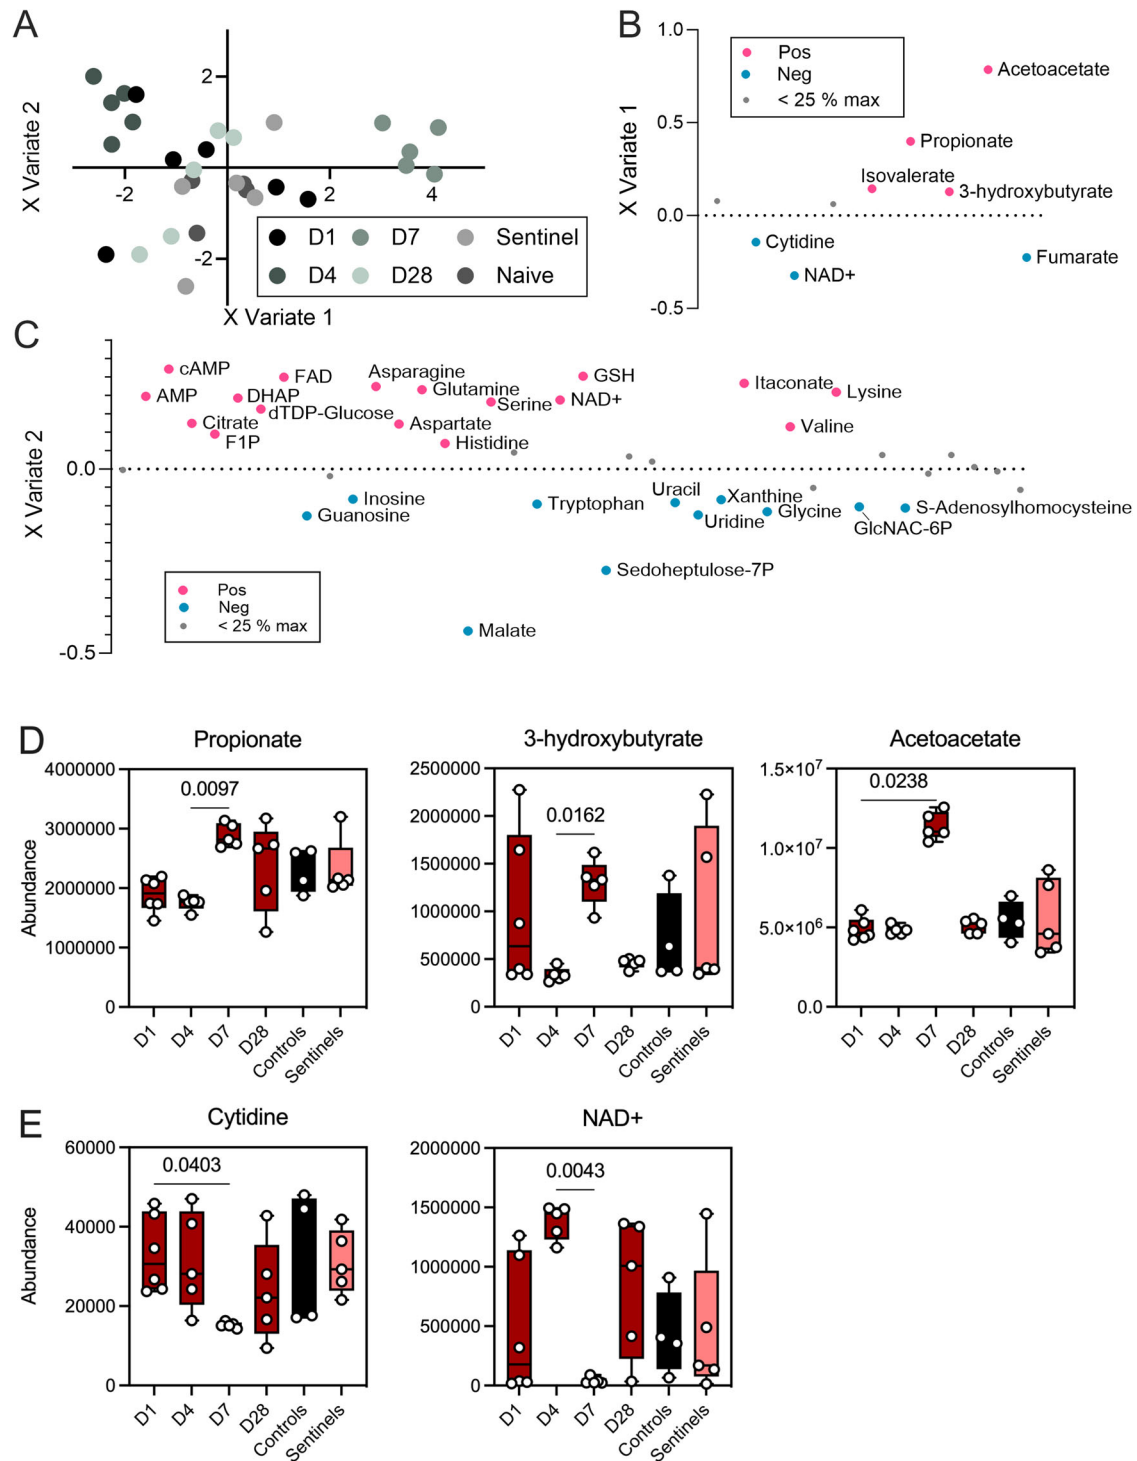 A
X Variate 2
2
-2
2
4
-2
D1
D7
Sentinel
D4
D28
Naive
X Variate 1
B
X Variate 1
1.0
0.5
0.0
-0.5
Pos
Neg
< 25 % max
Acetoacetate
Propionate
Isovalerate
3-hydroxybutyrate
Cytidine
NAD+
Fumarate
C
X Variate 2
0.0
-0.5
cAMP
AMP
FAD
DHAP
dTDP-Glucose
Citrate
F1P
Asparagine
Glutamine
Serine
Aspartate
Histidine
GSH
NAD+
Itaconate
Lysine
Valine
Inosine
Guanosine
Tryptophan
Uracil
Xanthine
Uridine
Glycine
GlcNAC-6P
S-Adenosylhomocysteine
Sedoheptulose-7P
Malate
Pos
Neg
< 25 % max
D
Propionate
Abundance
4000000
3000000
2000000
1000000
0
0.0097
D1
D4
D7
D28
Controls
Sentinels
3-hydroxybutyrate
2500000
2000000
1500000
1000000
500000
0
0.0162
D1
D4
D7
D28
Controls
Sentinels
Acetoacetate
1.5×10⁷
1.0×10⁷
5.0×10⁶
0.0
0.0238
D1
D4
D7
D28
Controls
Sentinels
E
Cytidine
Abundance
60000
40000
20000
0
0.0403
D1
D4
D7
D28
Controls
Sentinels
NAD+
2000000
1500000
1000000
500000
0
0.0043
D1
D4
D7
D28
Controls
Sentinels